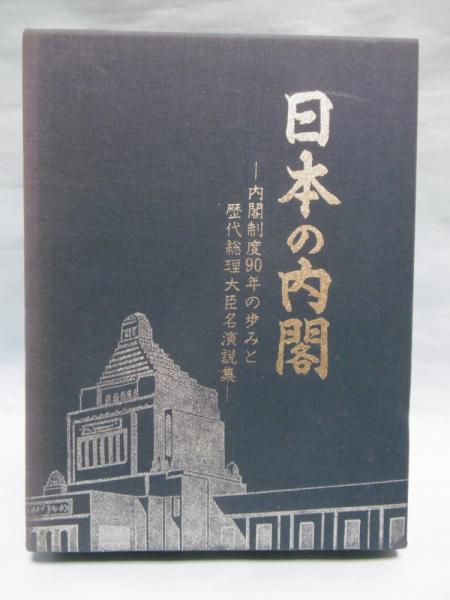 日本の内閣
―内閣制度90年の歩みと
歴代総理大臣名演説集―